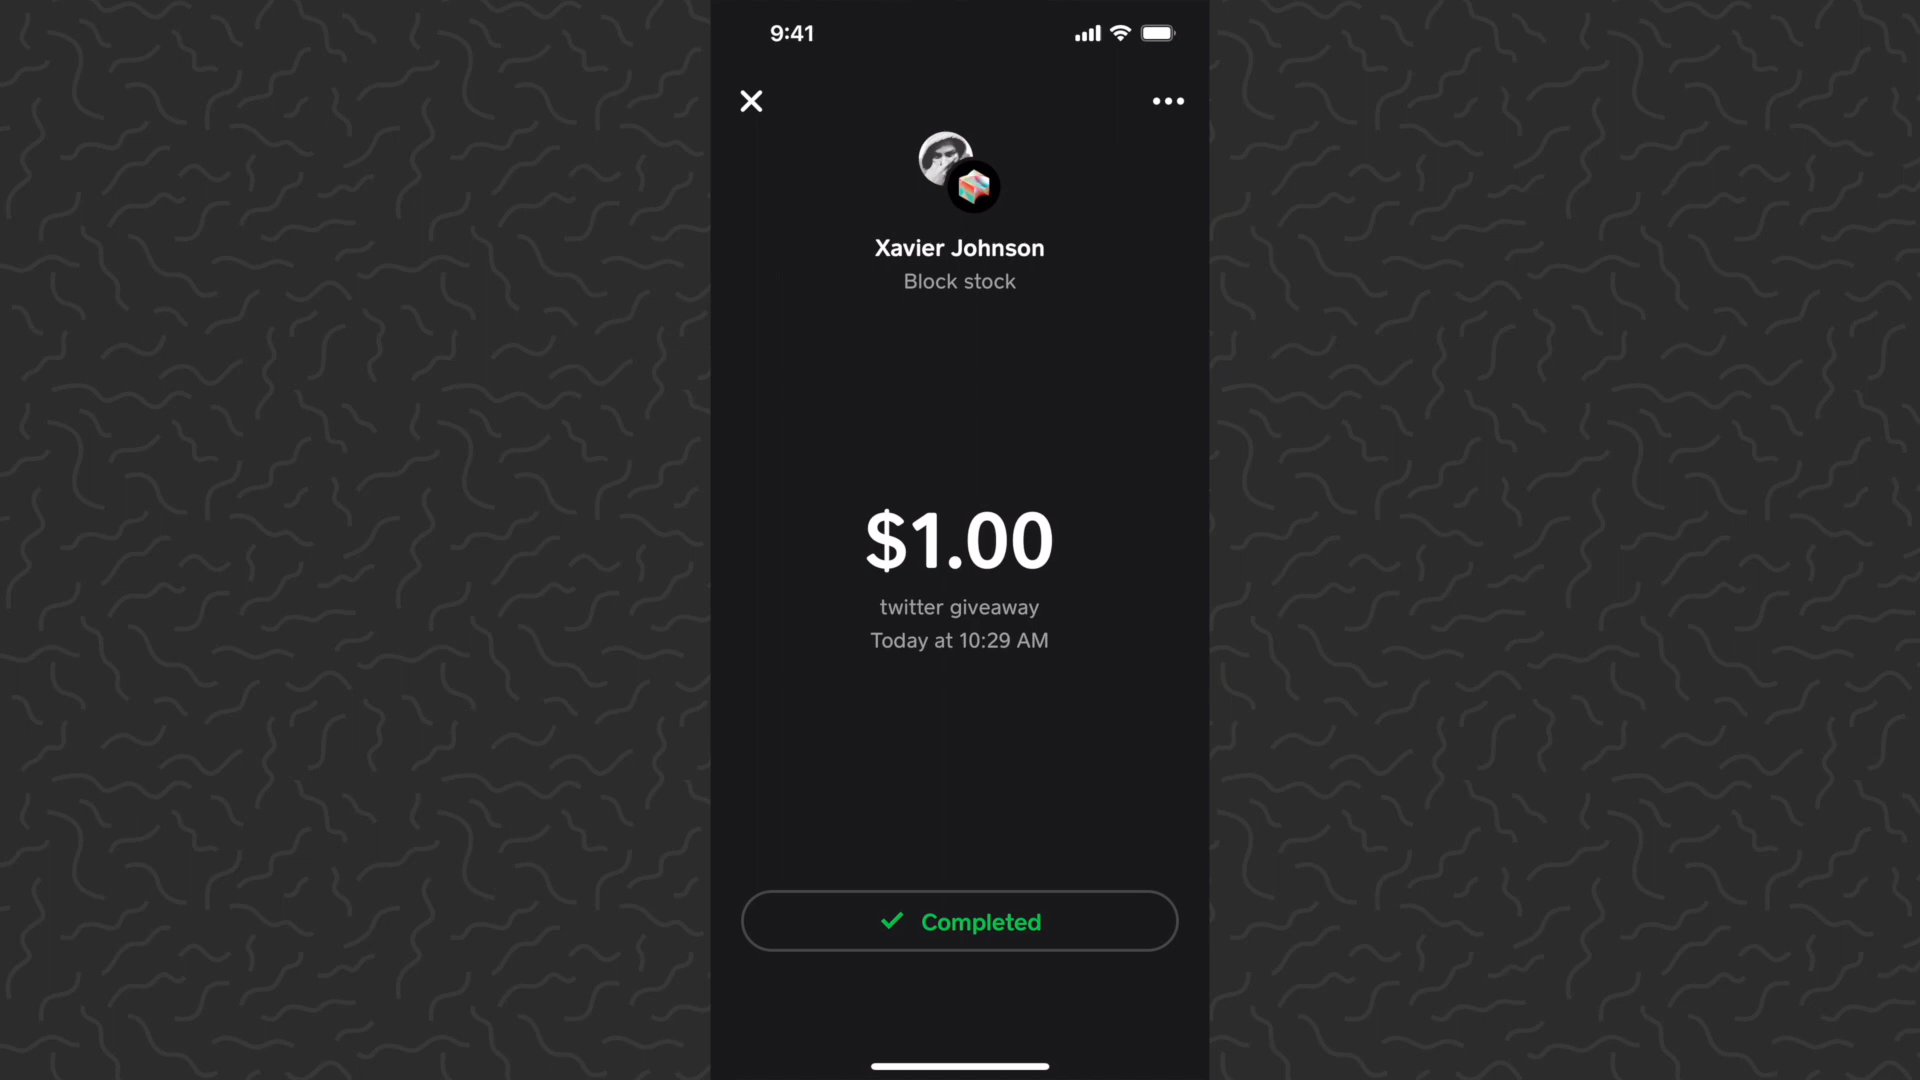 9:41
Xavier Johnson
Block stock
$1.00
twitter giveaway
Today at 10:29 AM
Completed